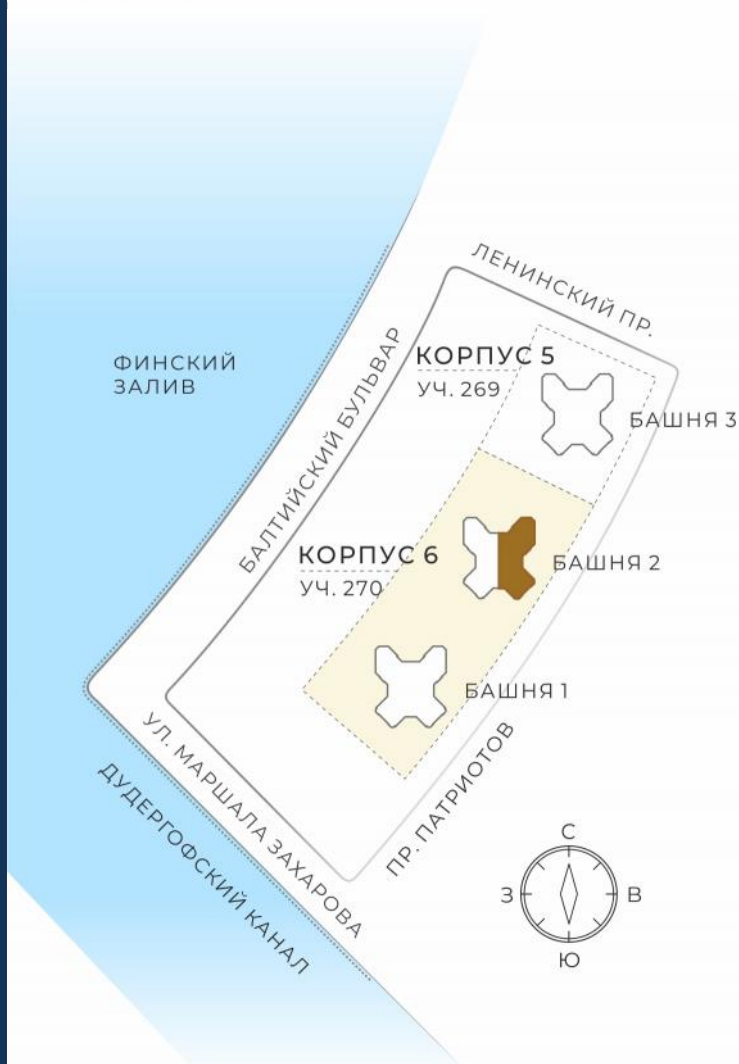 ЛЕНИНСКИЙ ПР.
ФИНСКИЙ
ЗАЛИВ
БАЛТИЙСКИЙ БУЛЬВАР
КОРПУС 5
УЧ. 269
БАШНЯ 3
КОРПУС 6
УЧ. 270
БАШНЯ 2
БАШНЯ 1
УЛ. МАРШАЛА ЗАХАРОВА
ДУДЕРГОФСКИЙ КАНАЛ
ПР. ПАТРИОТОВ
С
З
В
Ю